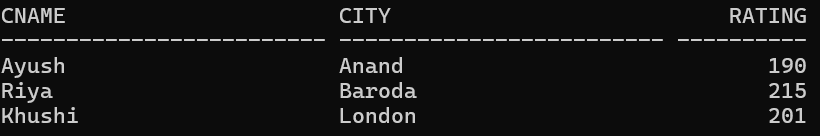 CNAME CITY RATING
------------------------- ------------------------- ----------
Ayush Anand 190
Riya Baroda 215
Khushi London 201